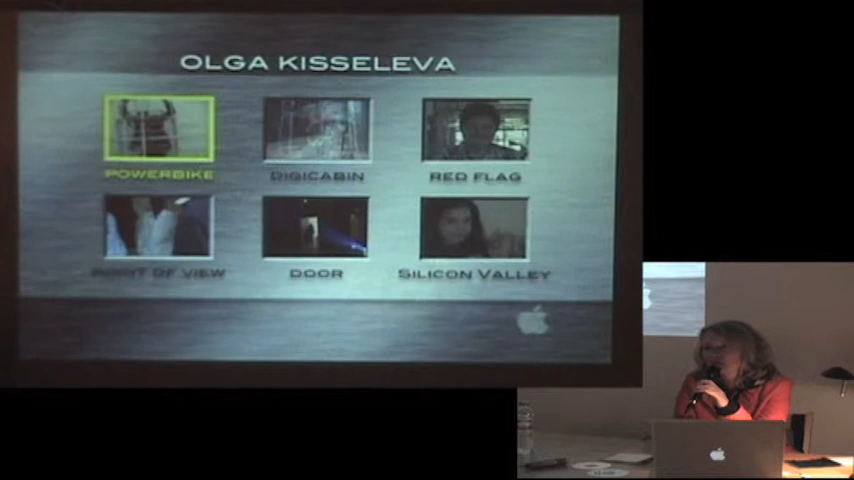 OLGA KISSELEVA
POWERBIKE
DIGICABIN
RED FLAG
POINT OF VIEW
DOOR
SILICON VALLEY